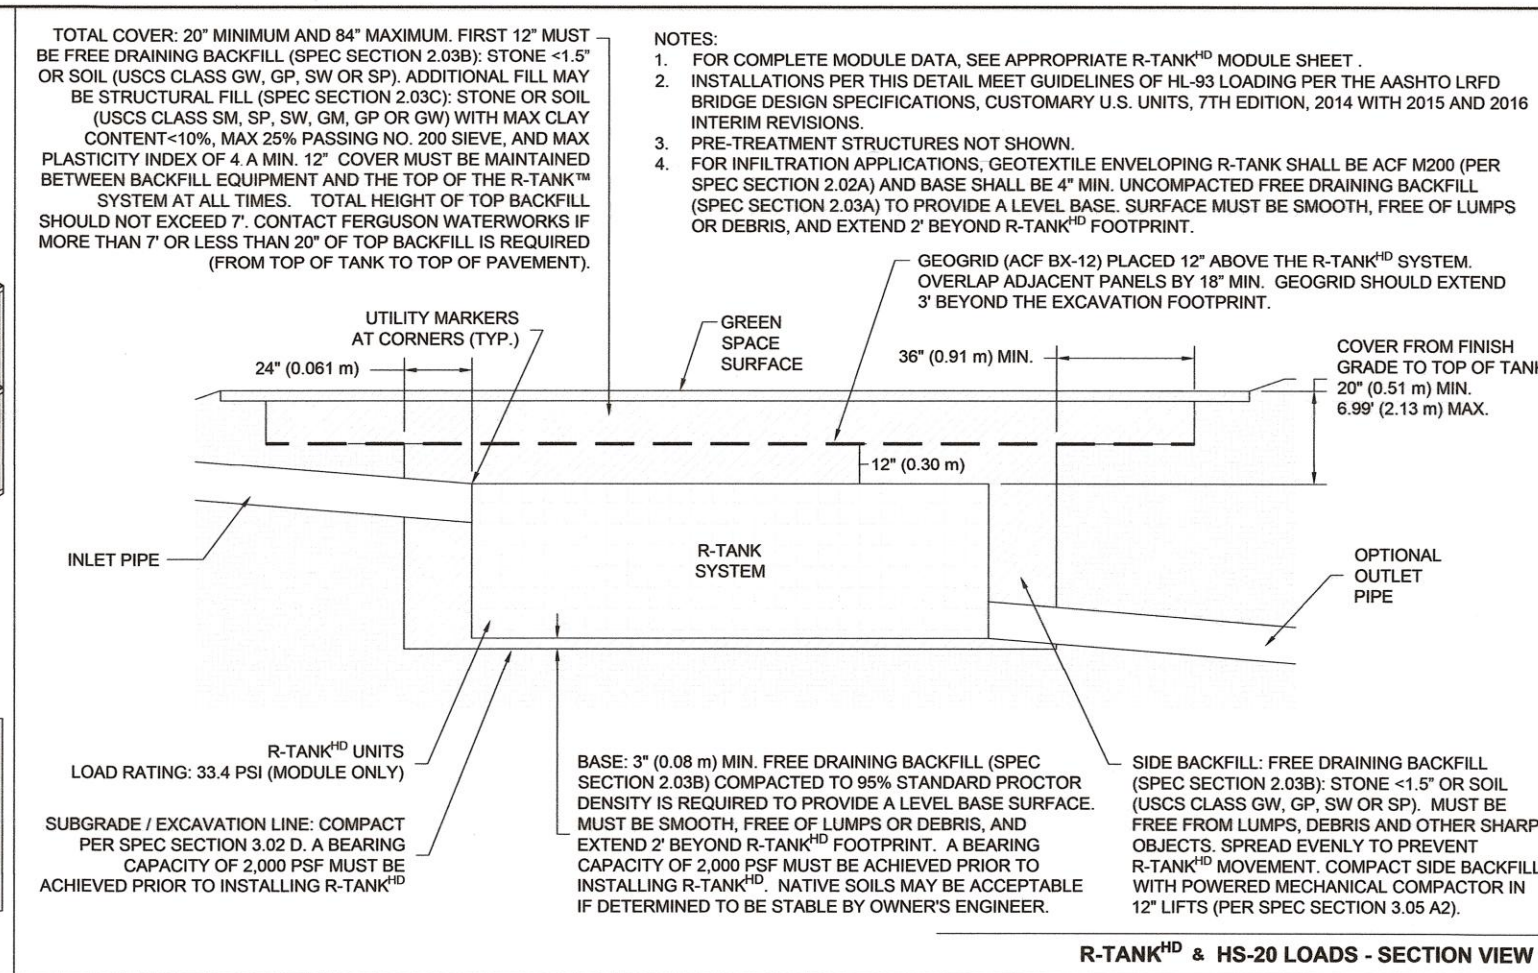 TOTAL COVER: 20" MINIMUM AND 84" MAXIMUM. FIRST 12" MUST
BE FREE DRAINING BACKFILL (SPEC SECTION 2.03B): STONE <1.5"
OR SOIL (USCS CLASS GW, GP, SW OR SP). ADDITIONAL FILL MAY
BE STRUCTURAL FILL (SPEC SECTION 2.03C): STONE OR SOIL
(USCS CLASS SM, SP, SW, GM, GP OR GW) WITH MAX CLAY
CONTENT<10%, MAX 25% PASSING NO. 200 SIEVE, AND MAX
PLASTICITY INDEX OF 4. A MIN. 12" COVER MUST BE MAINTAINED
BETWEEN BACKFILL EQUIPMENT AND THE TOP OF THE R-TANK™
SYSTEM AT ALL TIMES. TOTAL HEIGHT OF TOP BACKFILL
SHOULD NOT EXCEED 7'. CONTACT FERGUSON WATERWORKS IF
MORE THAN 7' OR LESS THAN 20" OF TOP BACKFILL IS REQUIRED
(FROM TOP OF TANK TO TOP OF PAVEMENT).
NOTES:
1. FOR COMPLETE MODULE DATA, SEE APPROPRIATE R-TANKHD MODULE SHEET .
2. INSTALLATIONS PER THIS DETAIL MEET GUIDELINES OF HL-93 LOADING PER THE AASHTO LRFD
BRIDGE DESIGN SPECIFICATIONS, CUSTOMARY U.S. UNITS, 7TH EDITION, 2014 WITH 2015 AND 2016
INTERIM REVISIONS.
3. PRE-TREATMENT STRUCTURES NOT SHOWN.
4. FOR INFILTRATION APPLICATIONS, GEOTEXTILE ENVELOPING R-TANK SHALL BE ACF M200 (PER
SPEC SECTION 2.02A) AND BASE SHALL BE 4" MIN. UNCOMPACTED FREE DRAINING BACKFILL
(SPEC SECTION 2.03A) TO PROVIDE A LEVEL BASE. SURFACE MUST BE SMOOTH, FREE OF LUMPS
OR DEBRIS, AND EXTEND 2' BEYOND R-TANKHD FOOTPRINT.
GEOGRID (ACF BX-12) PLACED 12" ABOVE THE R-TANKHD SYSTEM.
OVERLAP ADJACENT PANELS BY 18" MIN. GEOGRID SHOULD EXTEND
3' BEYOND THE EXCAVATION FOOTPRINT.
UTILITY MARKERS
AT CORNERS (TYP.)
GREEN
SPACE
SURFACE
24" (0.061 m)
36" (0.91 m) MIN.
COVER FROM FINISH
GRADE TO TOP OF TANK
20" (0.51 m) MIN.
6.99' (2.13 m) MAX.
12" (0.30 m)
INLET PIPE
R-TANK
SYSTEM
OPTIONAL
OUTLET
PIPE
R-TANKHD UNITS
LOAD RATING: 33.4 PSI (MODULE ONLY)
SUBGRADE / EXCAVATION LINE: COMPACT
PER SPEC SECTION 3.02 D. A BEARING
CAPACITY OF 2,000 PSF MUST BE
ACHIEVED PRIOR TO INSTALLING R-TANKHD
BASE: 3" (0.08 m) MIN. FREE DRAINING BACKFILL (SPEC
SECTION 2.03B) COMPACTED TO 95% STANDARD PROCTOR
DENSITY IS REQUIRED TO PROVIDE A LEVEL BASE SURFACE.
MUST BE SMOOTH, FREE OF LUMPS OR DEBRIS, AND
EXTEND 2' BEYOND R-TANKHD FOOTPRINT. A BEARING
CAPACITY OF 2,000 PSF MUST BE ACHIEVED PRIOR TO
INSTALLING R-TANKHD. NATIVE SOILS MAY BE ACCEPTABLE
IF DETERMINED TO BE STABLE BY OWNER'S ENGINEER.
SIDE BACKFILL: FREE DRAINING BACKFILL
(SPEC SECTION 2.03B): STONE <1.5" OR SOIL
(USCS CLASS GW, GP, SW OR SP). MUST BE
FREE FROM LUMPS, DEBRIS AND OTHER SHARP
OBJECTS. SPREAD EVENLY TO PREVENT
R-TANKHD MOVEMENT. COMPACT SIDE BACKFILL
WITH POWERED MECHANICAL COMPACTOR IN
12" LIFTS (PER SPEC SECTION 3.05 A2).
R-TANKHD & HS-20 LOADS - SECTION VIEW